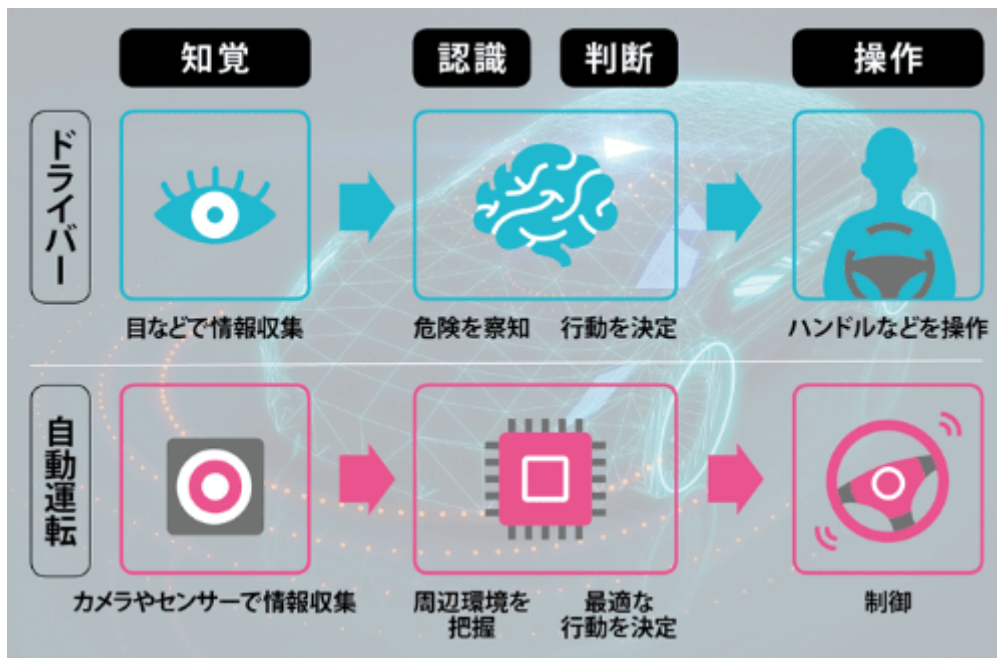 知覚
認識
判断
操作
ドライバー
目などで情報収集
危険を察知
行動を決定
ハンドルなどを操作
自動運転
カメラやセンサーで情報収集
周辺環境を
把握
最適な
行動を決定
制御